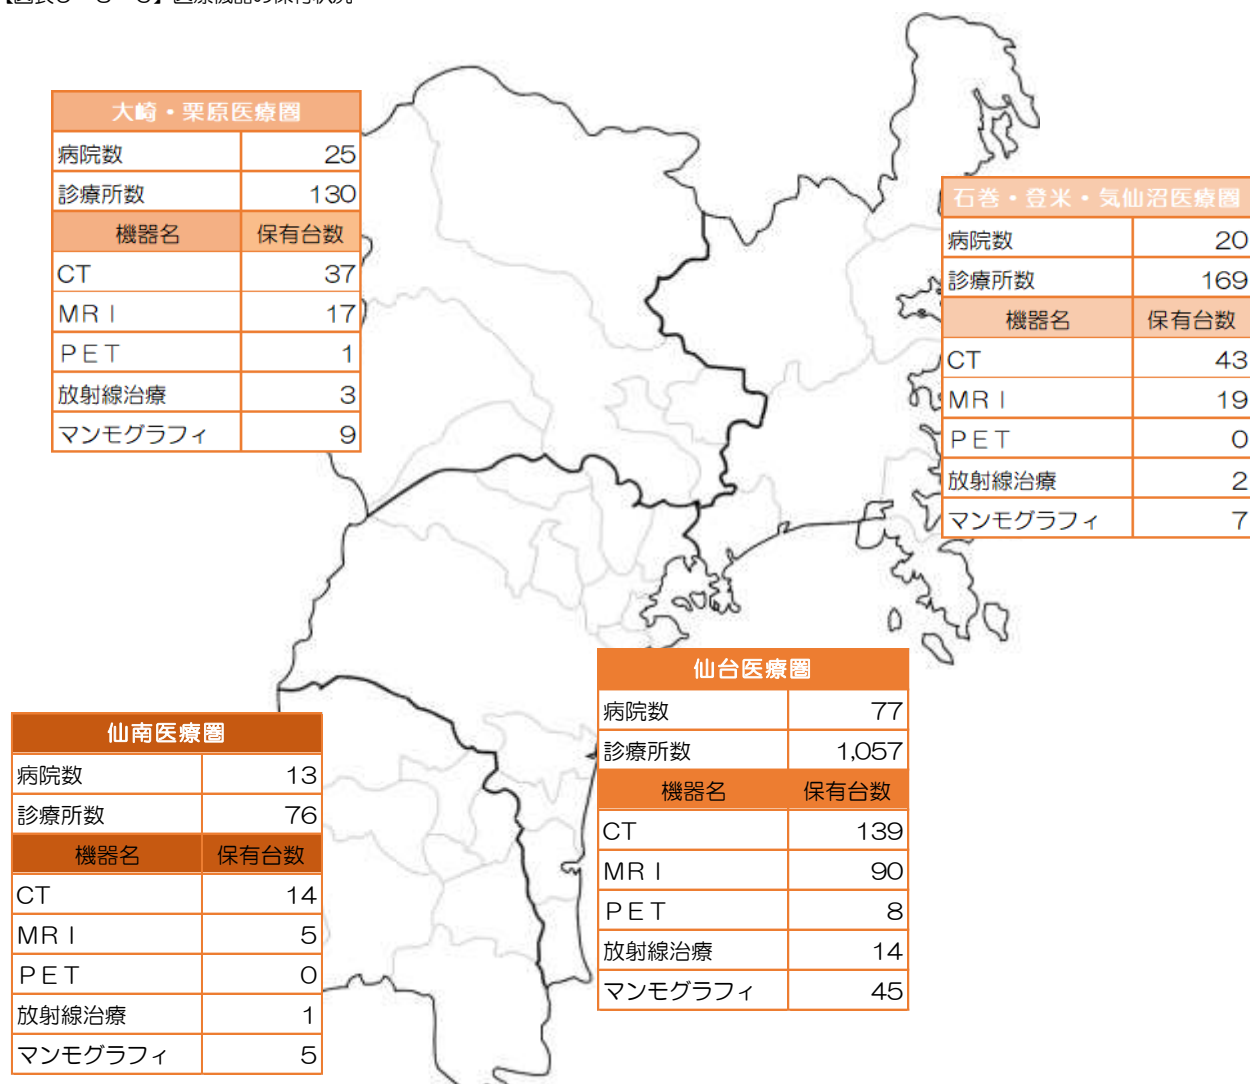 大崎・栗原医療圏
病院数 25
診療所数 130
機器名 保有台数
CT 37
MRI 17
PET 1
放射線治療 3
マンモグラフィ 9
石巻・登米・気仙沼医療圏
病院数 20
診療所数 169
機器名 保有台数
CT 43
MRI 19
PET 0
放射線治療 2
マンモグラフィ 7
仙台医療圏
病院数 77
診療所数 1,057
機器名 保有台数
CT 139
MRI 90
PET 8
放射線治療 14
マンモグラフィ 45
仙南医療圏
病院数 13
診療所数 76
機器名 保有台数
CT 14
MRI 5
PET 0
放射線治療 1
マンモグラフィ 5